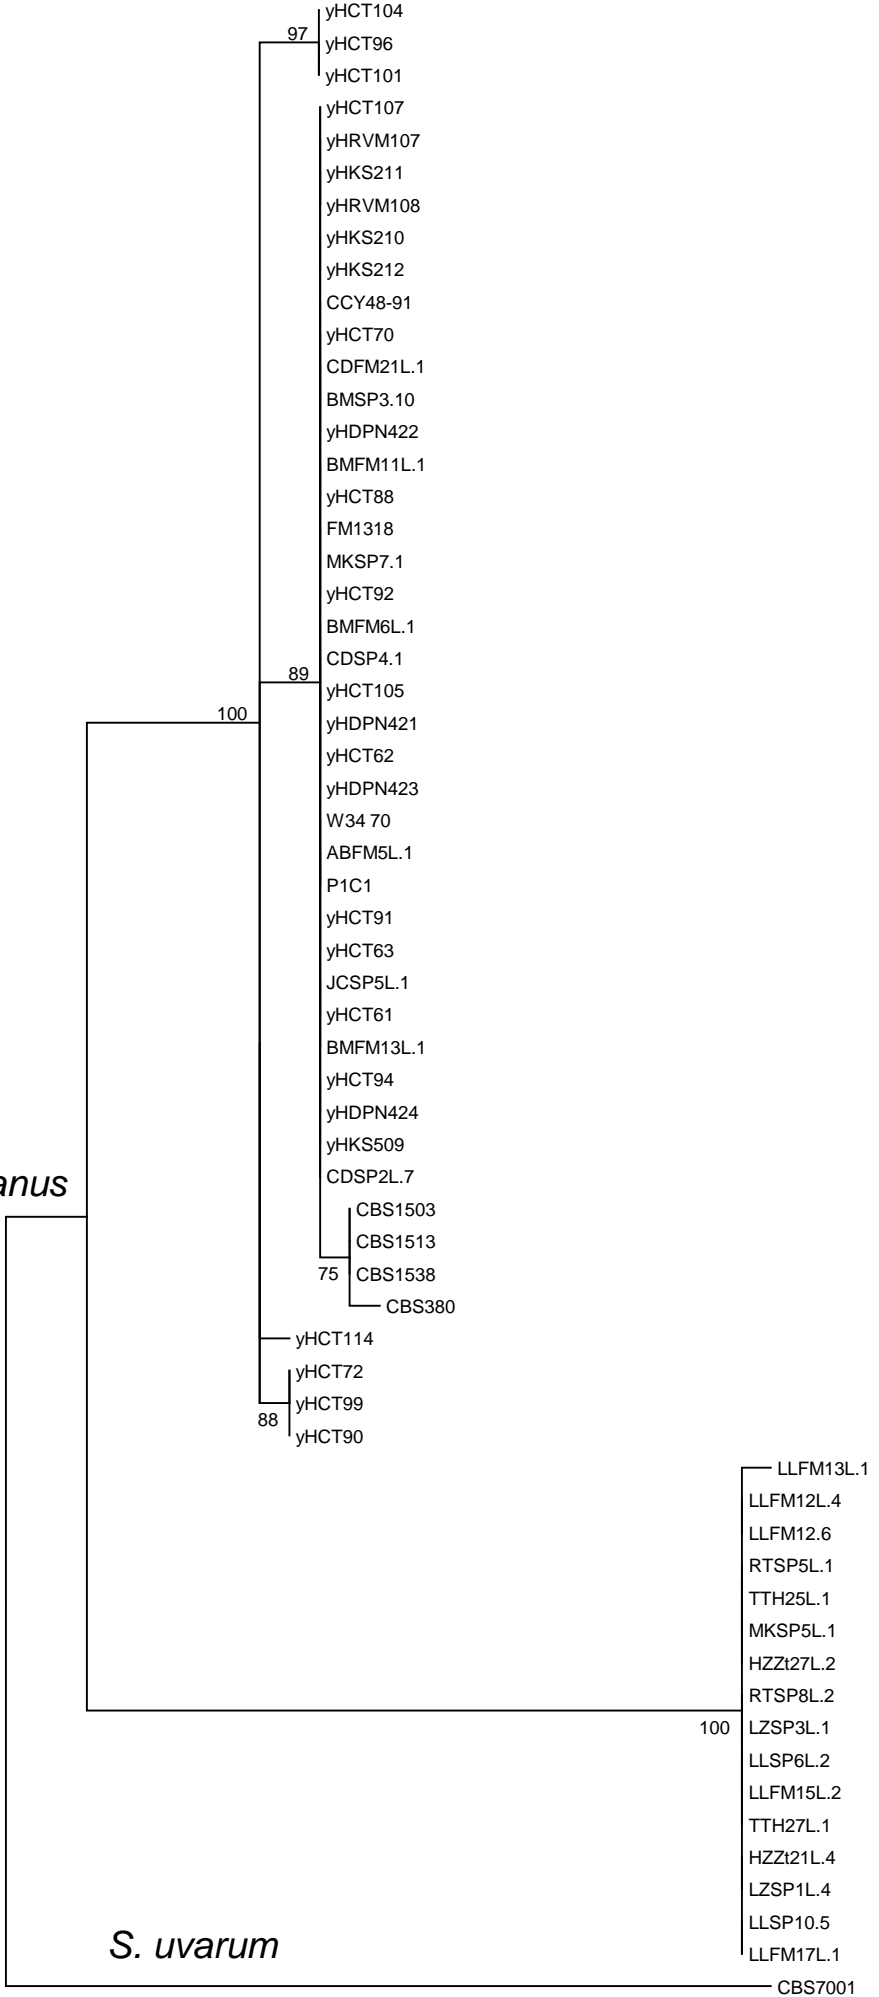 yHCT104
97
yHCT96
yHCT101
yHCT107
yHRVM107
yHKS211
yHRVM108
yHKS210
yHKS212
CCY48-91
yHCT70
CDFM21L.1
BMSP3.10
yHDPN422
BMFM11L.1
yHCT88
FM1318
MKSP7.1
yHCT92
BMFM6L.1
CDSP4.1
89
yHCT105
100
yHDPN421
yHCT62
yHDPN423
W34 70
ABFM5L.1
P1C1
yHCT91
yHCT63
JCSP5L.1
yHCT61
BMFM13L.1
yHCT94
yHDPN424
yHKS509
CDSP2L.7
anus
CBS1503
CBS1513
75
CBS1538
CBS380
yHCT114
yHCT72
yHCT99
88
yHCT90
LLFM13L.1
LLFM12L.4
LLFM12.6
RTSP5L.1
TTH25L.1
MKSP5L.1
HZZt27L.2
RTSP8L.2
100
LZSP3L.1
LLSP6L.2
LLFM15L.2
TTH27L.1
HZZt21L.4
LZSP1L.4
LLSP10.5
S. uvarum
LLFM17L.1
CBS7001